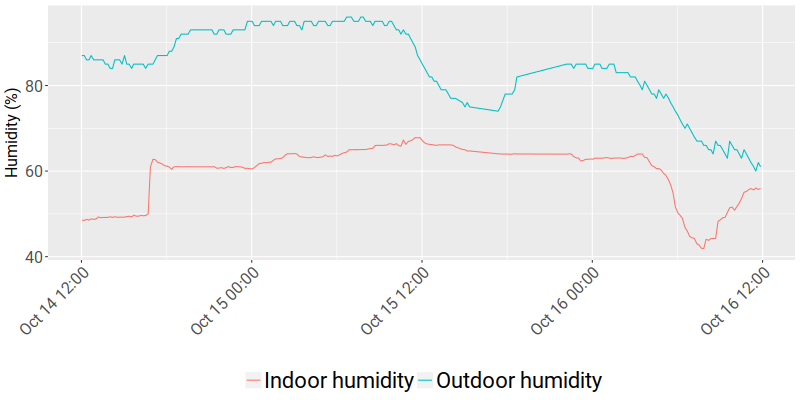 Humidity (%)
80
60
40
Oct 14 12:00
Oct 15 00:00
Oct 15 12:00
Oct 16 00:00
Oct 16 12:00
Indoor humidity Outdoor humidity